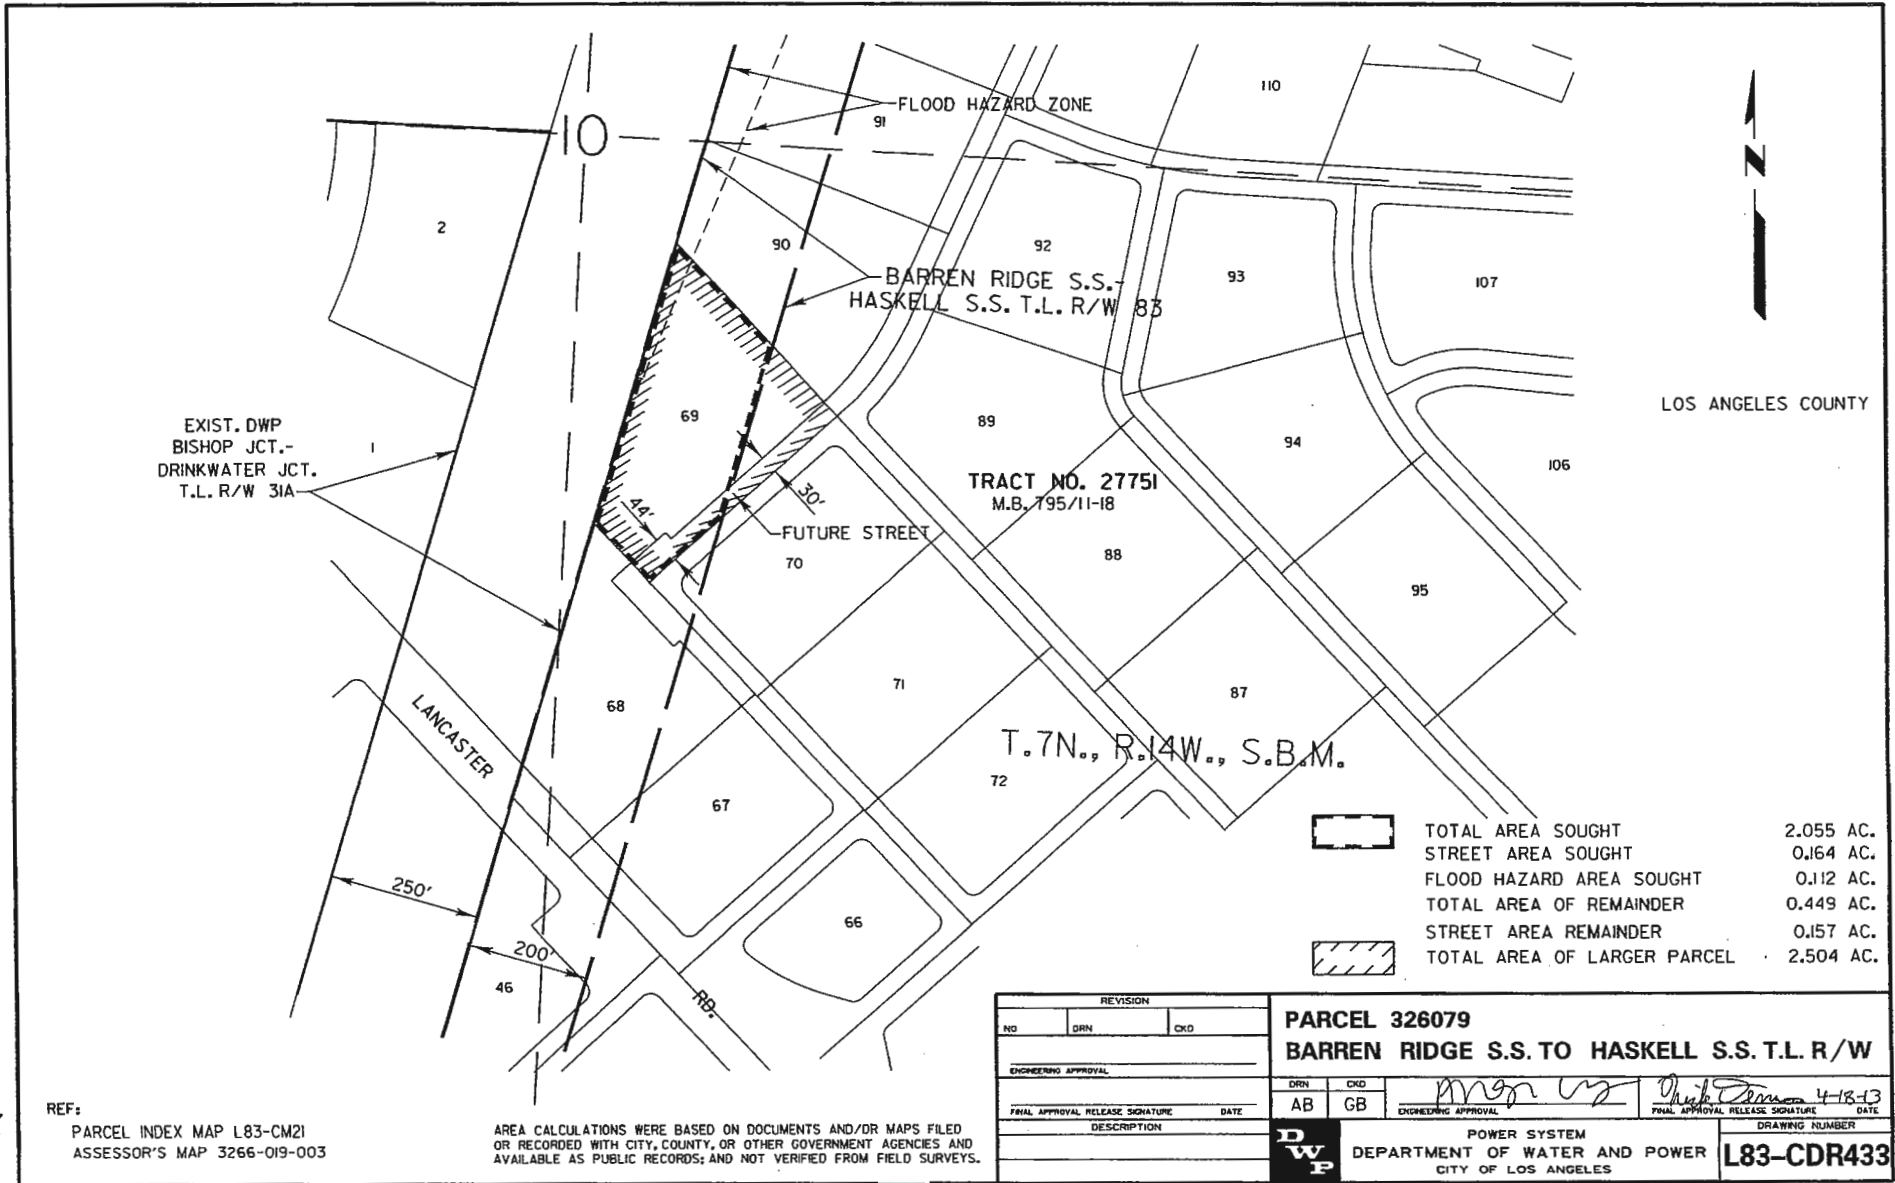 10
FLOOD HAZARD ZONE
91
110
2
90
92
93
107
BARREN RIDGE S.S.-
HASKELL S.S. T.L. R/W 83
N
LOS ANGELES COUNTY
EXIST. DWP
BISHOP JCT.-
DRINKWATER JCT.
T.L. R/W 31A
1
69
89
94
106
TRACT NO. 27751
M.B. 795/11-18
44'
30'
FUTURE STREET
70
88
95
68
71
87
LANCASTER
RD.
T.7N., R.14W., S.B.M.
67
72
66
250'
200'
46
TOTAL AREA SOUGHT 2.055 AC.
STREET AREA SOUGHT 0.164 AC.
FLOOD HAZARD AREA SOUGHT 0.112 AC.
TOTAL AREA OF REMAINDER 0.449 AC.
STREET AREA REMAINDER 0.157 AC.
TOTAL AREA OF LARGER PARCEL 2.504 AC.
REVISION
NO DRN CKD
ENGINEERING APPROVAL
FINAL APPROVAL RELEASE SIGNATURE DATE
DESCRIPTION
PARCEL 326079
BARREN RIDGE S.S. TO HASKELL S.S. T.L. R/W
DRN CKD
AB GB
ENGINEERING APPROVAL
4-18-13
FINAL APPROVAL RELEASE SIGNATURE DATE
DWP
POWER SYSTEM
DEPARTMENT OF WATER AND POWER
CITY OF LOS ANGELES
DRAWING NUMBER
L83-CDR433
REF:
PARCEL INDEX MAP L83-CM21
ASSESSOR'S MAP 3266-019-003
AREA CALCULATIONS WERE BASED ON DOCUMENTS AND/OR MAPS FILED
OR RECORDED WITH CITY, COUNTY, OR OTHER GOVERNMENT AGENCIES AND
AVAILABLE AS PUBLIC RECORDS; AND NOT VERIFIED FROM FIELD SURVEYS.